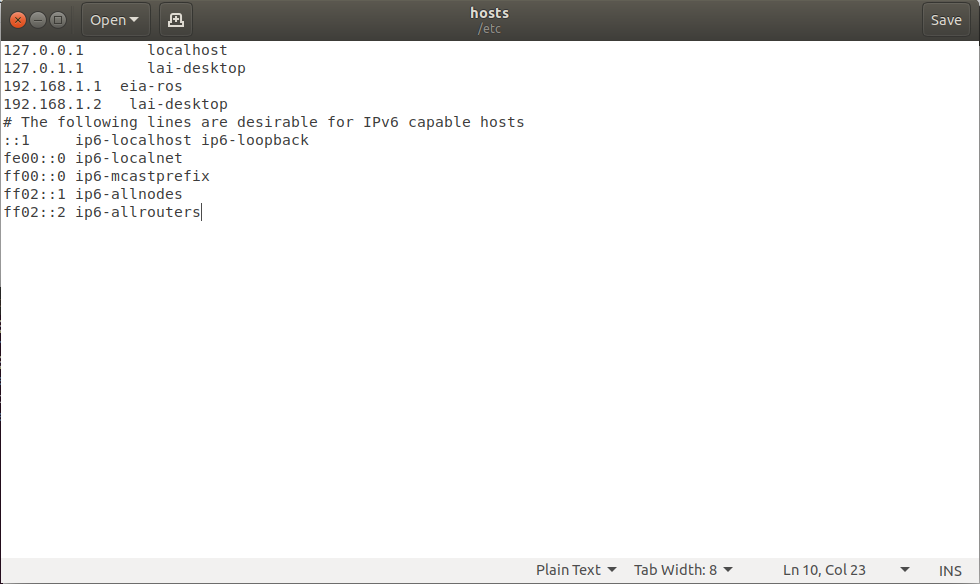 Open
hosts
/etc
Save
127.0.0.1       localhost
127.0.1.1       lai-desktop
192.168.1.1  eia-ros
192.168.1.2   lai-desktop
# The following lines are desirable for IPv6 capable hosts
::1     ip6-localhost ip6-loopback
fe00::0 ip6-localnet
ff00::0 ip6-mcastprefix
ff02::1 ip6-allnodes
ff02::2 ip6-allrouters
Plain Text Tab Width: 8 Ln 10, Col 23 INS